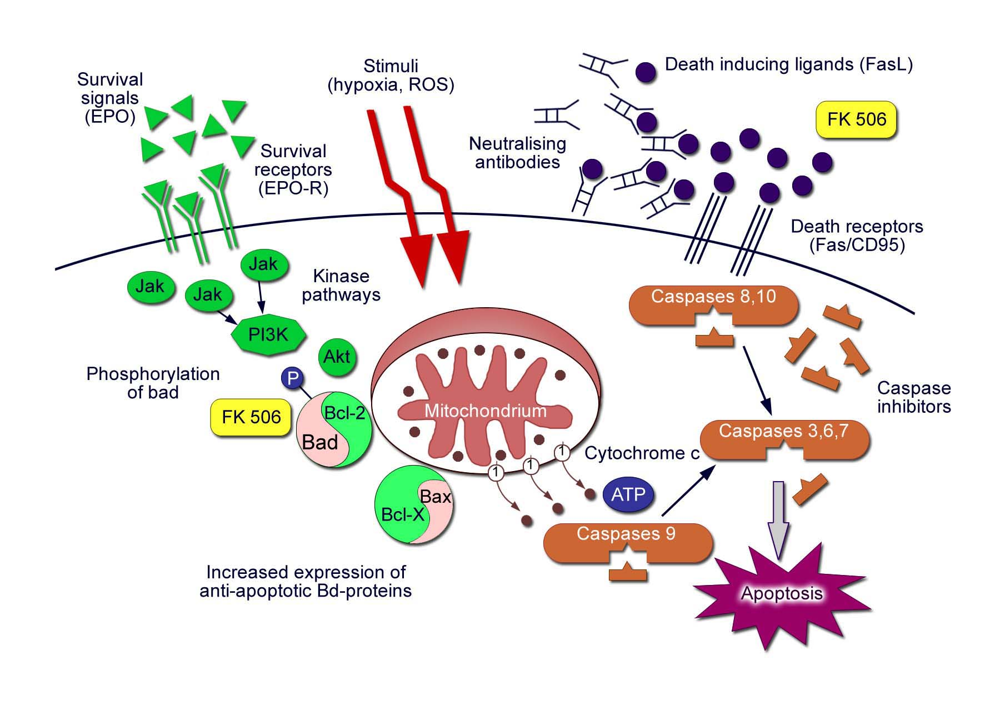 Survival
signals
(EPO)
Stimuli
(hypoxia, ROS)
Death inducing ligands (FasL)
FK 506
Survival
receptors
(EPO-R)
Neutralising
antibodies
Death receptors
(Fas/CD95)
Jak
Jak
Jak
Kinase
pathways
PI3K
Akt
Caspases 8,10
Phosphorylation
of bad
P
FK 506
Bcl-2
Bad
Mitochondrium
Caspase
inhibitors
Caspases 3,6,7
Cytochrome c
1
1
1
ATP
Bax
Bcl-X
Caspases 9
Increased expression of
anti-apoptotic Bd-proteins
Apoptosis